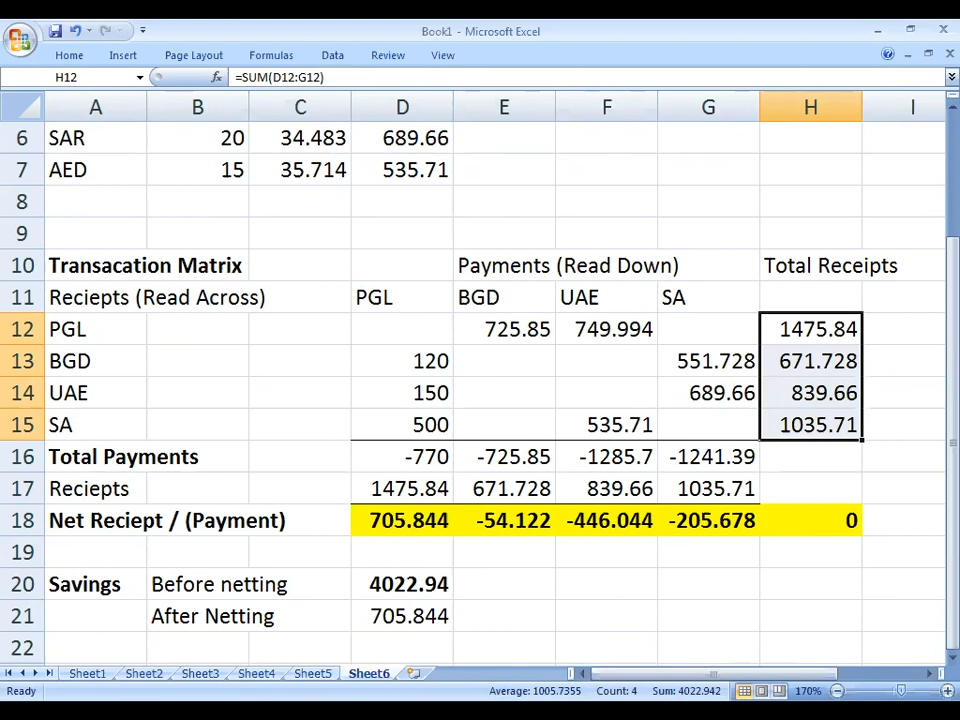 Book1 - Microsoft Excel
Home Insert Page Layout Formulas Data Review View
H12 fx =SUM(D12:G12)
A B C D E F G H I
6 SAR 20 34.483 689.66
7 AED 15 35.714 535.71
8
9
10 Transacation Matrix Payments (Read Down) Total Receipts
11 Reciepts (Read Across) PGL BGD UAE SA
12 PGL 725.85 749.994 1475.84
13 BGD 120 551.728 671.728
14 UAE 150 689.66 839.66
15 SA 500 535.71 1035.71
16 Total Payments -770 -725.85 -1285.7 -1241.39
17 Reciepts 1475.84 671.728 839.66 1035.71
18 Net Reciept / (Payment) 705.844 -54.122 -446.044 -205.678 0
19
20 Savings Before netting 4022.94
21 After Netting 705.844
22
Sheet1 Sheet2 Sheet3 Sheet4 Sheet5 Sheet6
Ready Average: 1005.7355 Count: 4 Sum: 4022.942 170%